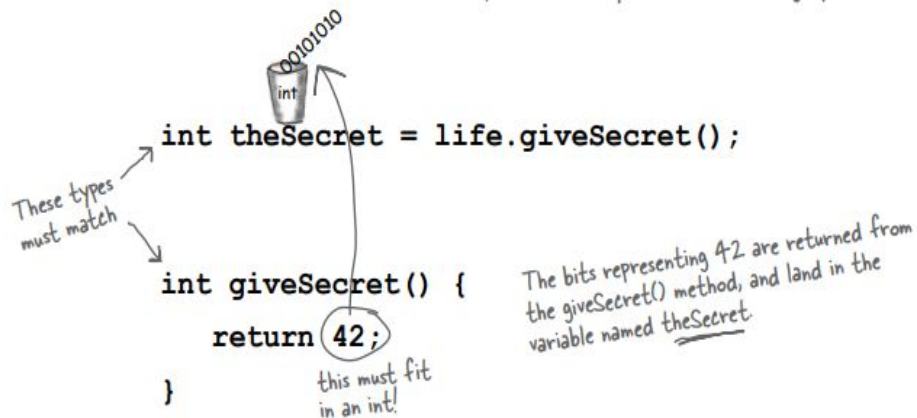 00101010
int
int theSecret = life.giveSecret();
These types
must match
int giveSecret() {
return 42;
}
this must fit
in an int!
The bits representing 42 are returned from
the giveSecret() method, and land in the
variable named theSecret.